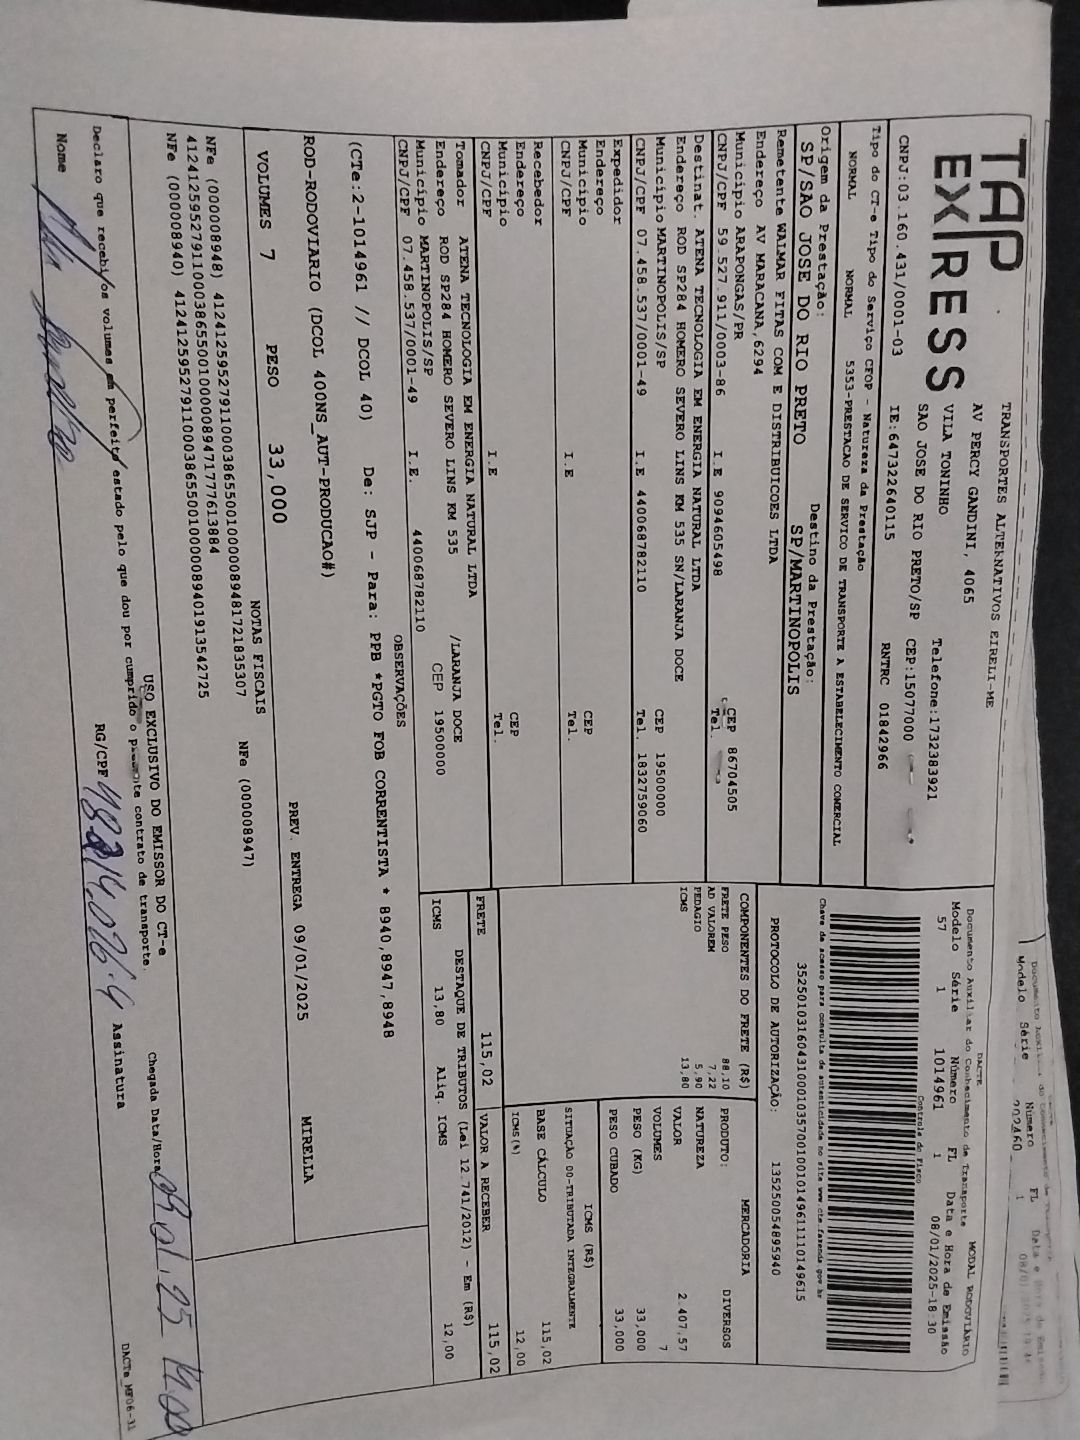 TAP EXPRESS
TRANSPORTES ALTERNATIVOS EIRELI-ME
AV PERCY GANDINI, 4065
VILA TONINHO
SAO JOSE DO RIO PRETO/SP
Telefone:1732383921
CEP:15077000
CNPJ:03.160.431/0001-03 IE:647322640115 RNTRC 01842966
Tipo do CT-e Tipo do Serviço CFOP - Natureza da Prestação
NORMAL NORMAL 5353-PRESTACAO DE SERVICO DE TRANSPORTE A ESTABELECIMENTO COMERCIAL
Origem da Prestação: Destino da Prestação:
SP/SAO JOSE DO RIO PRETO SP/MARTINOPOLIS
Remetente WALMAR FITAS COM E DISTRIBUICOES LTDA
Endereço AV MARACANA,6294
Município ARAPONGAS/PR CEP 86704505
CNPJ/CPF 59.527.911/0003-86 I.E 9094605498 Tel.
Destinat. ATENA TECNOLOGIA EM ENERGIA NATURAL LTDA
Endereço ROD SP284 HOMERO SEVERO LINS KM 535 SN/LARANJA DOCE
Município MARTINOPOLIS/SP CEP 19500000
CNPJ/CPF 07.458.537/0001-49 I.E 440068782110 Tel. 1832759060
Expedidor
Endereço
Município CEP
CNPJ/CPF I.E Tel.
Recebedor
Endereço
Município CEP
CNPJ/CPF I.E Tel.
Tomador ATENA TECNOLOGIA EM ENERGIA NATURAL LTDA
Endereço ROD SP284 HOMERO SEVERO LINS KM 535 /LARANJA DOCE
Município MARTINOPOLIS/SP CEP 19500000
CNPJ/CPF 07.458.537/0001-49 I.E. 440068782110
Documento
Modelo Série Número FL Data e
202460 1
DACTE MODAL RODOVIÁRIO
Documento Auxiliar do Conhecimento de Transporte
Modelo Série Número FL Data e Hora de Emissão
57 1 1014961 1 08/01/2025-18:30
Controle do Fisco
Chave de acesso para consulta de autenticidade no site www.cte.fazenda.gov.br
PROTOCOLO DE AUTORIZAÇÃO: 135250054895940
COMPONENTES DO FRETE (R$)
FRETE PESO 88,10
AD VALOREM 7,22
PEDAGIO 5,90
ICMS 13,80
MERCADORIA
PRODUTO: DIVERSOS
NATUREZA
VALOR 2.407,57
VOLUMES 7
PESO (KG) 33,000
PESO CUBADO 33,000
ICMS (R$)
SITUAÇÃO 00-TRIBUTADA INTEGRALMENTE
BASE CÁLCULO 115,02
ICMS(%) 12,00
FRETE 115,02 VALOR A RECEBER 115,02
DESTAQUE DE TRIBUTOS (Lei 12.741/2012) - Em (R$)
ICMS 13,80 Aliq. ICMS 12,00
OBSERVAÇÕES
(CTe:2-1014961 // DCOL 40) De: SJP - Para: PPB *PGTO FOB CORRENTISTA * 8940,8947,8948
ROD-RODOVIARIO (DCOL 400NS_AUT-PRODUCAO#)
VOLUMES 7 PESO 33,000 PREV. ENTREGA 09/01/2025 MIRELLA
NOTAS FISCAIS
NFe (000008948) 41241259527911000386550010000089481721835307 NFe (000008947)
41241259527911000386550010000089471777613884
NFe (000008940) 41241259527911000386550010000089401913542725
USO EXCLUSIVO DO EMISSOR DO CT-e
Declaro que recebi/os volumes em perfeito estado pelo que dou por cumprido o presente contrato de transporte.
Chegada Data/Hora
Nome RG/CPF Assinatura
DACTe_MF06-31